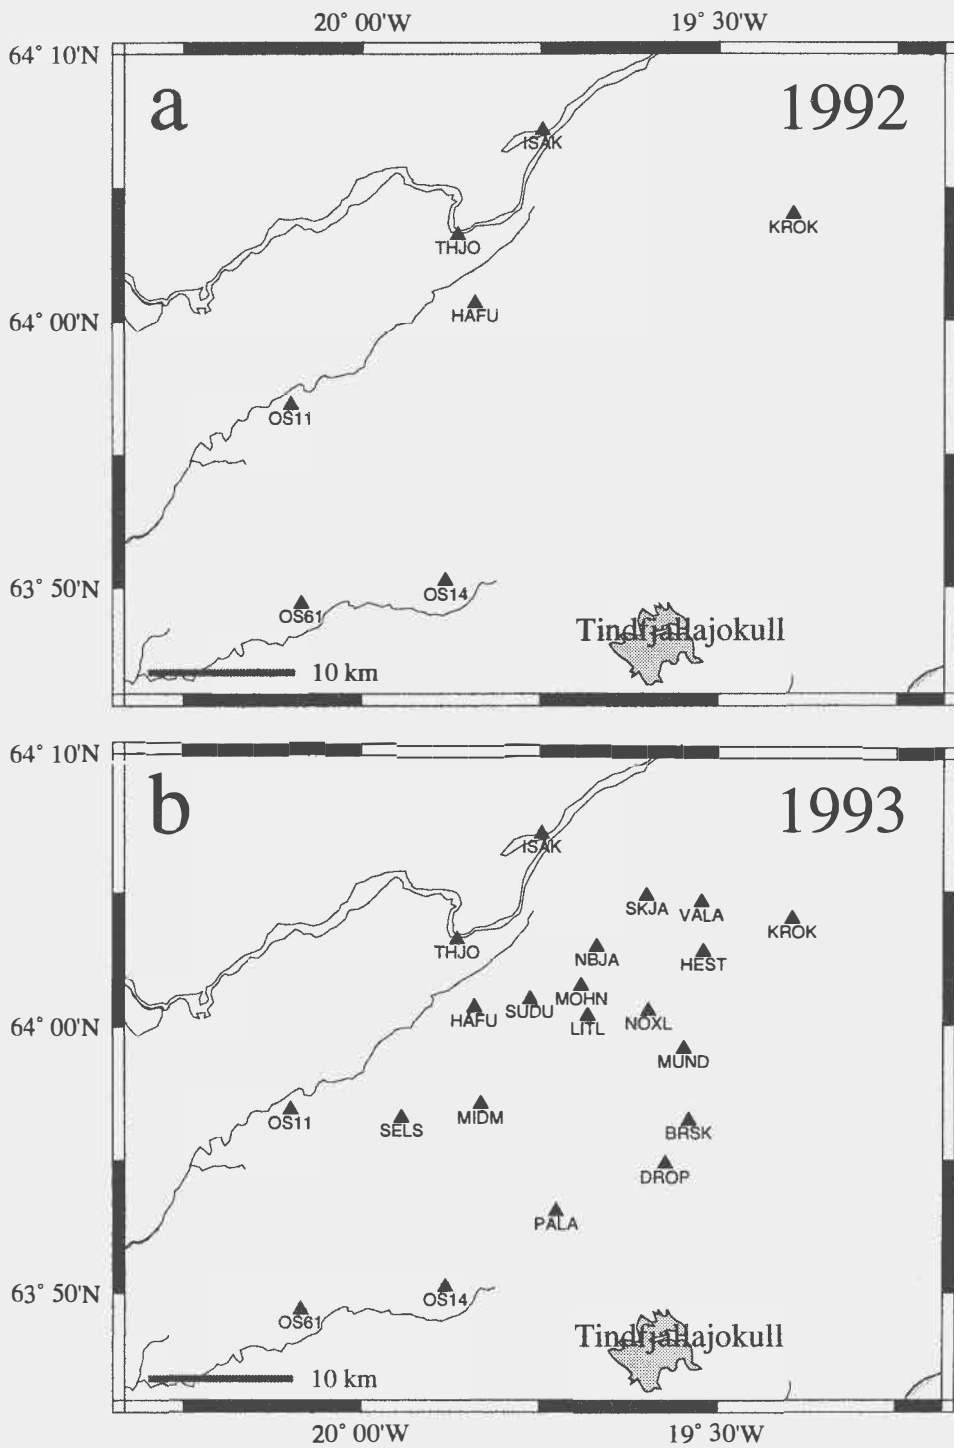 20° 00'W
19° 30'W
64° 10'N
a
1992
ISAK
KROK
THJO
HAFU
64° 00'N
OS11
63° 50'N
OS14
OS61
Tindfjallajokull
10 km
64° 10'N
b
1993
ISAK
SKJA
VALA
KROK
THJO
NBJA
HEST
MOHN
SUDU
HAFU
LITL
NOXL
64° 00'N
MUND
OS11
SELS
MIDM
BRSK
DROP
PALA
63° 50'N
OS14
OS61
Tindfjallajokull
10 km
20° 00'W
19° 30'W